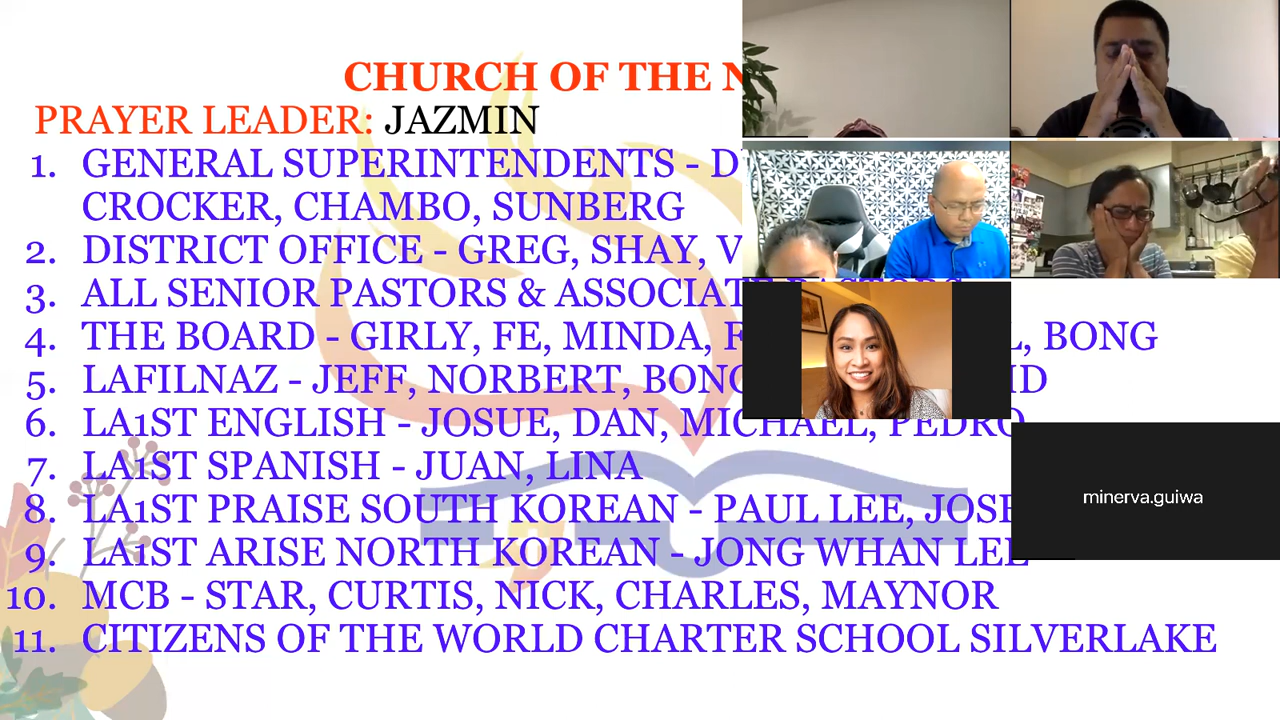 CHURCH OF THE
PRAYER LEADER: JAZMIN
1. GENERAL SUPERINTENDENTS -
CROCKER, CHAMBO, SUNBERG
2. DISTRICT OFFICE - GREG, SHAY,
3. ALL SENIOR PASTORS &
4. THE BOARD - GIRLY, FE, MINDA, BONG
5. LAFILNAZ - JEFF, NORBERT,
6. LA1ST ENGLISH - JOSUE, DAN, MICHAEL, PEDRO
7. LA1ST SPANISH - JUAN, LINA
8. LA1ST PRAISE SOUTH KOREAN - PAUL LEE,
9. LA1ST ARISE NORTH KOREAN - JONG WHAN LEE
10. MCB - STAR, CURTIS, NICK, CHARLES, MAYNOR
11. CITIZENS OF THE WORLD CHARTER SCHOOL SILVERLAKE
minerva.guiwa